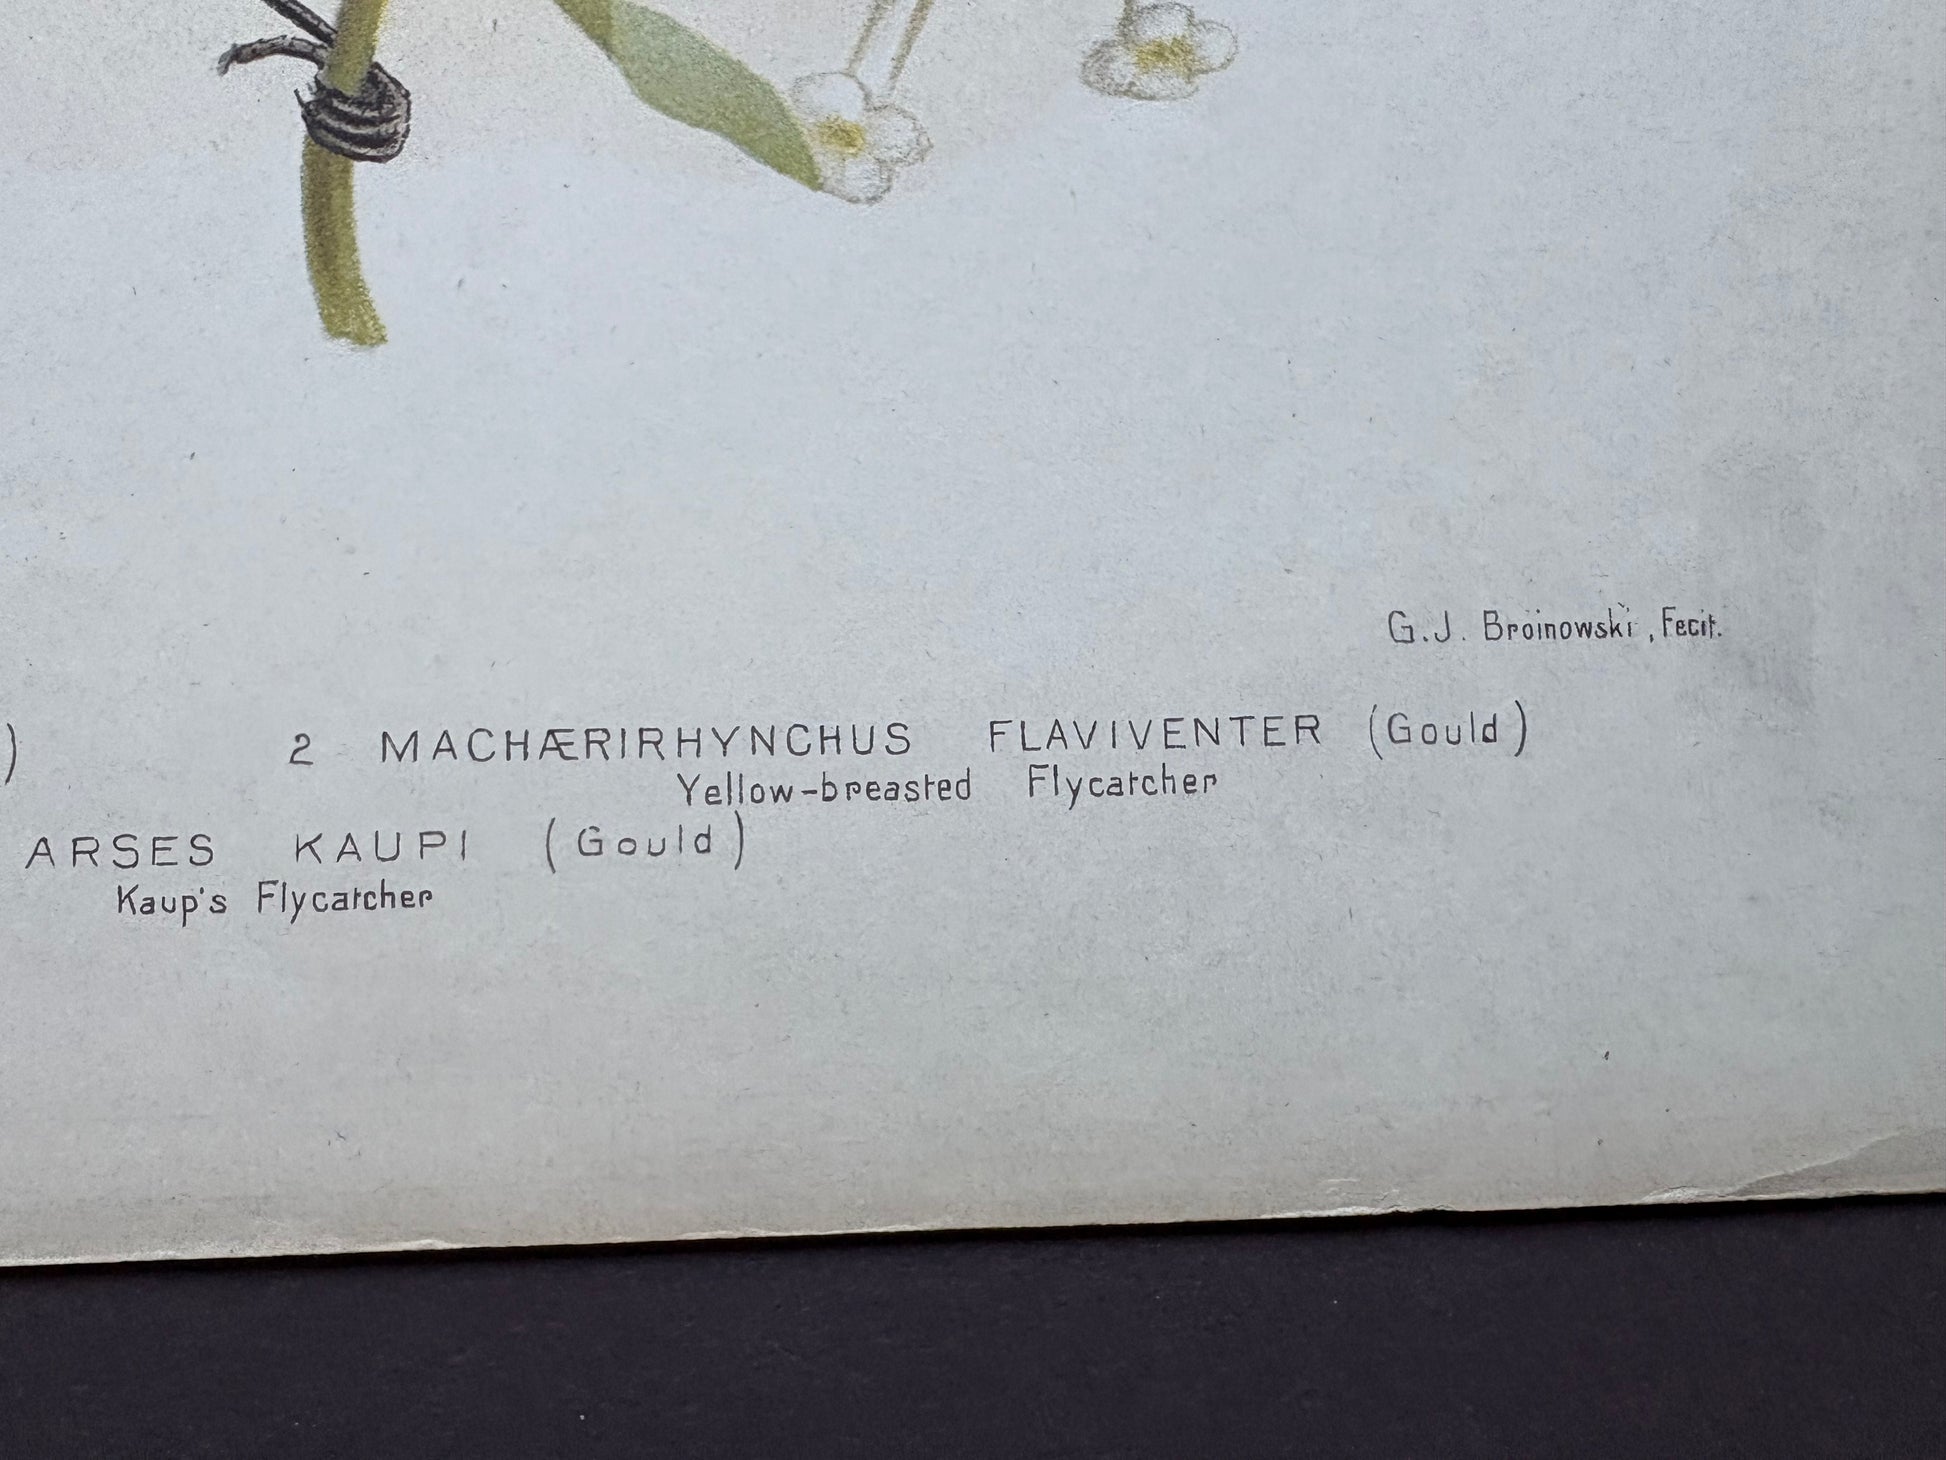 G.J. Broinowski, Fecit.
) 2 MACHÆRIRHYNCHUS FLAVIVENTER (Gould)
Yellow-breasted Flycatcher
ARSES KAUPI (Gould)
Kaup's Flycatcher